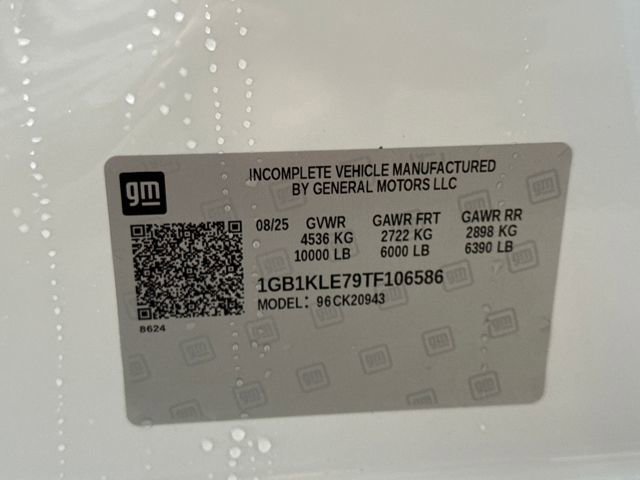 gm
INCOMPLETE VEHICLE MANUFACTURED
BY GENERAL MOTORS LLC
08/25 GVWR GAWR FRT GAWR RR
4536 KG 2722 KG 2898 KG
10000 LB 6000 LB 6390 LB
1GB1KLE79TF106586
MODEL: 96CK20943
8624